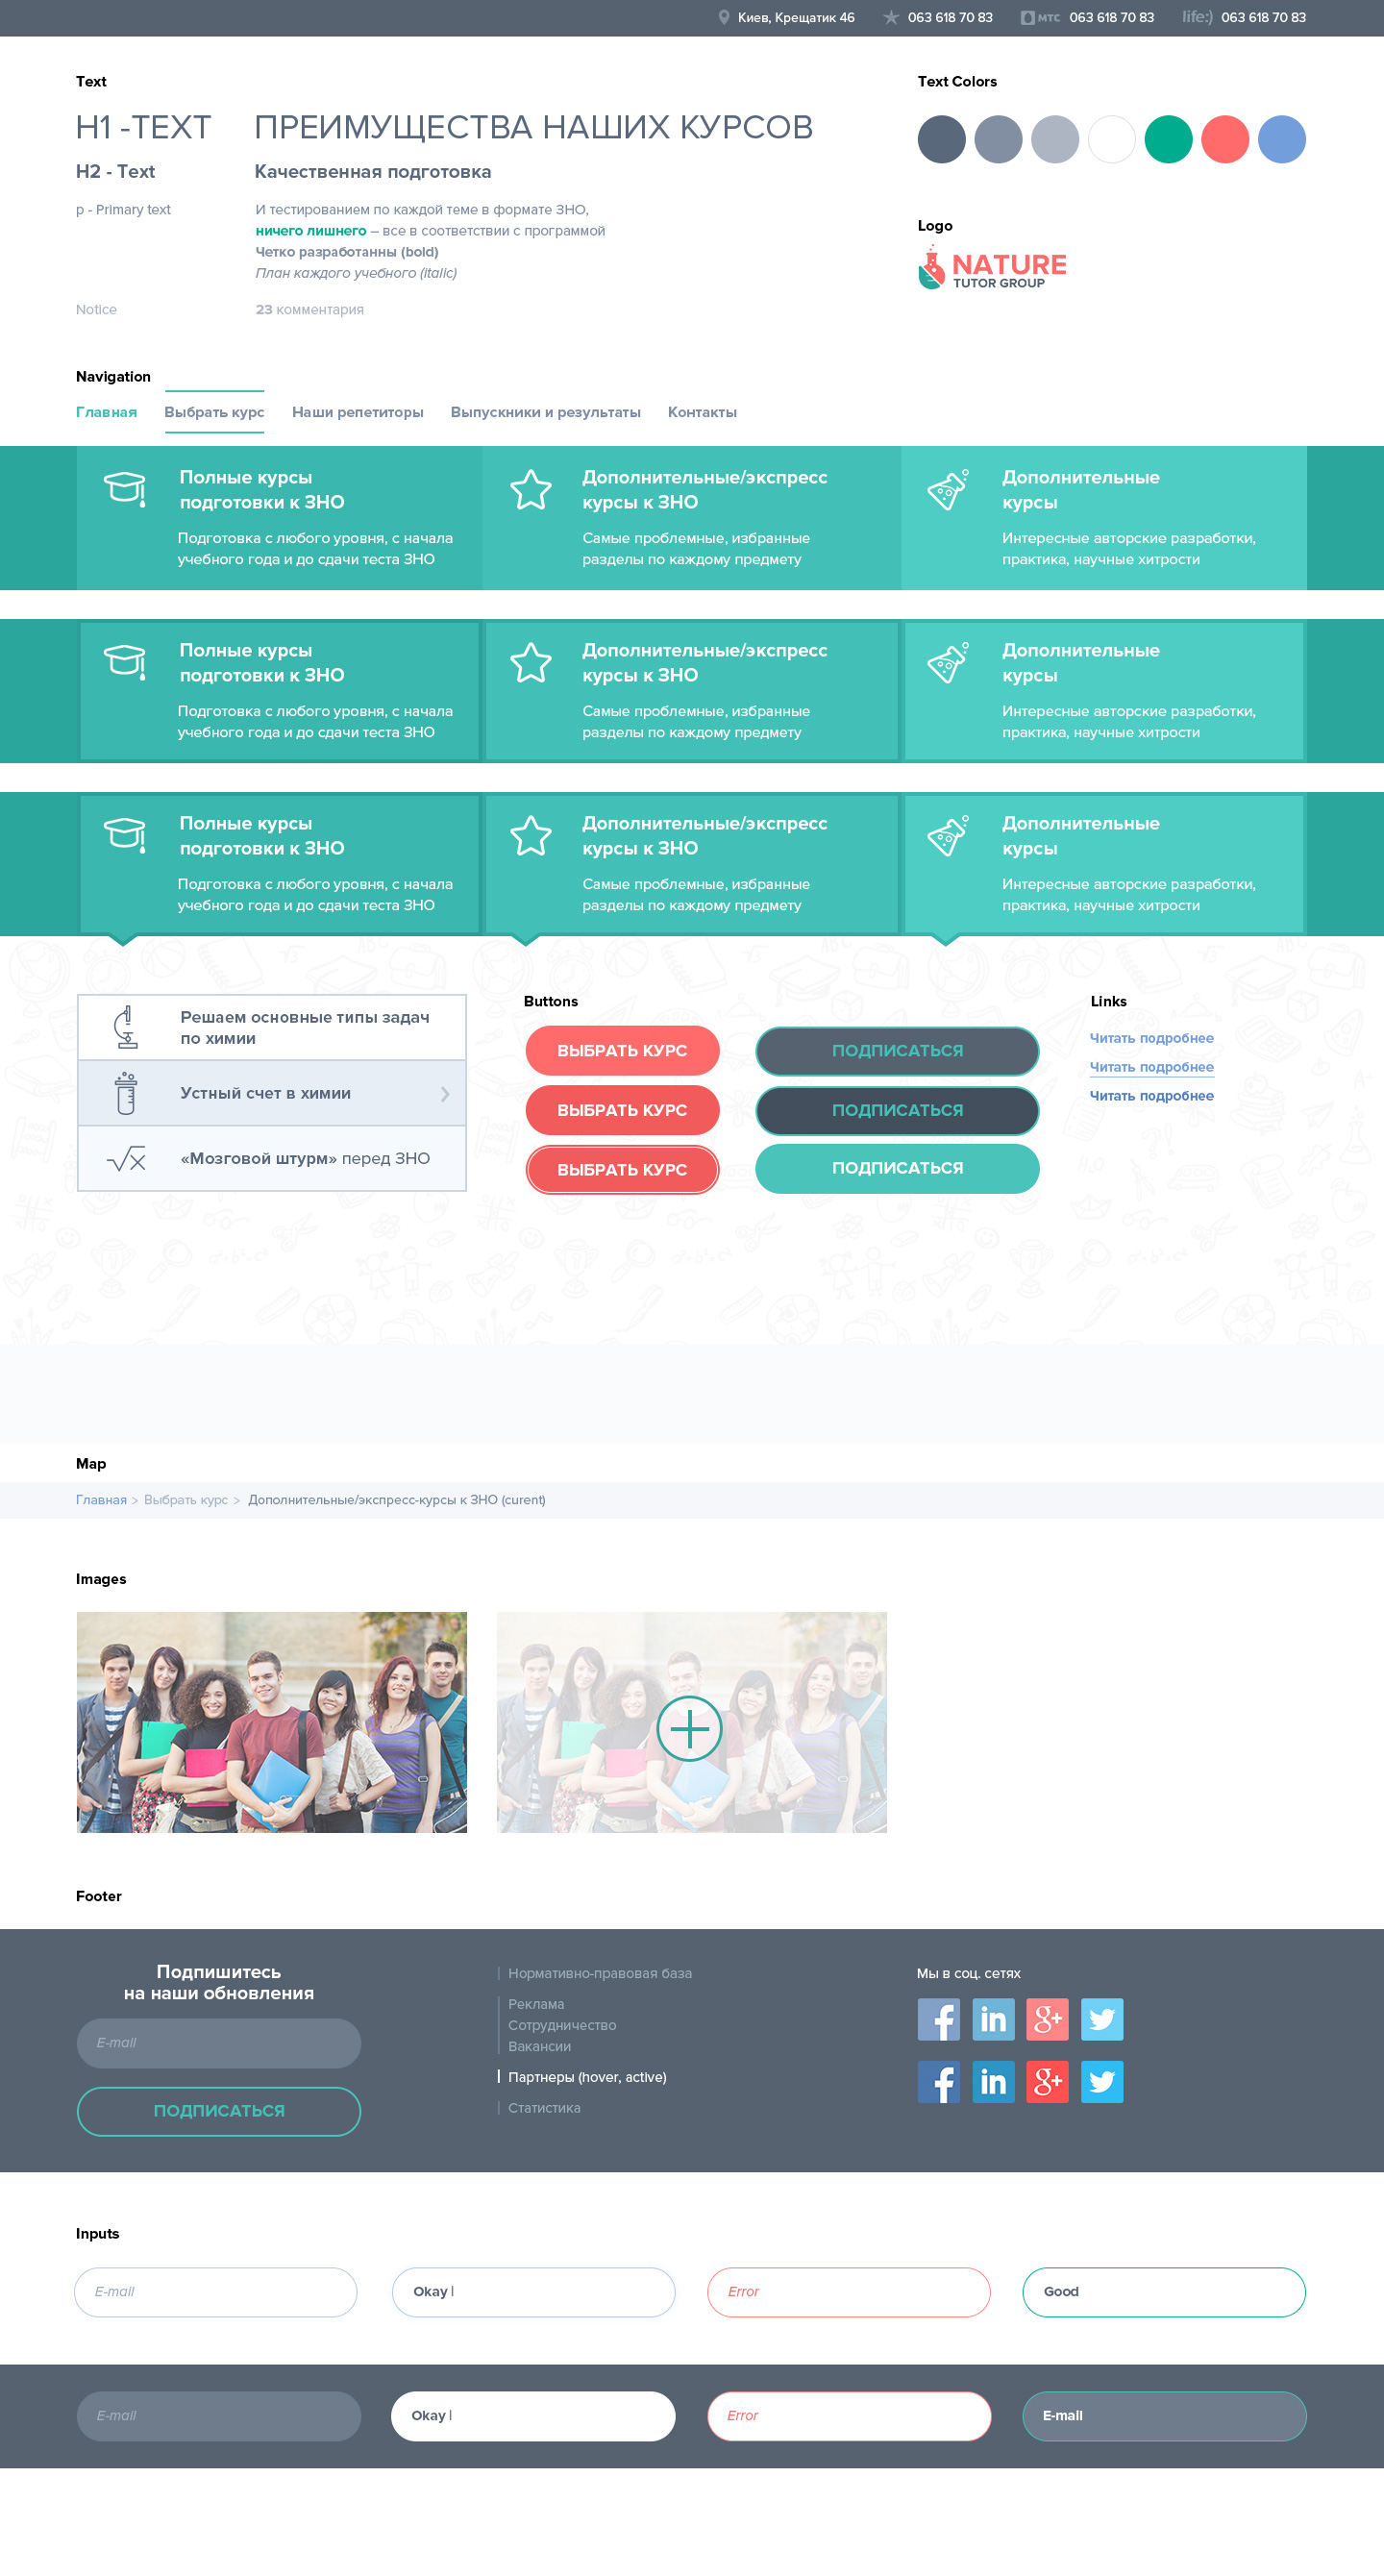 Киев, Крещатик 46
063 618 70 83
мтс 063 618 70 83
life:) 063 618 70 83
Text
H1 -TEXT
ПРЕИМУЩЕСТВА НАШИХ КУРСОВ
H2 - Text
Качественная подготовка
p - Primary text
И тестированием по каждой теме в формате ЗНО,
ничего лишнего – все в соответствии с программой
Четко разработанны (bold)
План каждого учебного (italic)
Notice
23 комментария
Text Colors
Logo
NATURE
TUTOR GROUP
Navigation
Главная
Выбрать курс
Наши репетиторы
Выпускники и результаты
Контакты
Полные курсы
подготовки к ЗНО
Подготовка с любого уровня, с начала
учебного года и до сдачи теста ЗНО
Дополнительные/экспресс
курсы к ЗНО
Самые проблемные, избранные
разделы по каждому предмету
Дополнительные
курсы
Интересные авторские разработки,
практика, научные хитрости
Полные курсы
подготовки к ЗНО
Подготовка с любого уровня, с начала
учебного года и до сдачи теста ЗНО
Дополнительные/экспресс
курсы к ЗНО
Самые проблемные, избранные
разделы по каждому предмету
Дополнительные
курсы
Интересные авторские разработки,
практика, научные хитрости
Полные курсы
подготовки к ЗНО
Подготовка с любого уровня, с начала
учебного года и до сдачи теста ЗНО
Дополнительные/экспресс
курсы к ЗНО
Самые проблемные, избранные
разделы по каждому предмету
Дополнительные
курсы
Интересные авторские разработки,
практика, научные хитрости
Решаем основные типы задач
по химии
Устный счет в химии
«Мозговой штурм» перед ЗНО
Buttons
ВЫБРАТЬ КУРС
ВЫБРАТЬ КУРС
ВЫБРАТЬ КУРС
ПОДПИСАТЬСЯ
ПОДПИСАТЬСЯ
ПОДПИСАТЬСЯ
Links
Читать подробнее
Читать подробнее
Читать подробнее
Map
Главная > Выбрать курс > Дополнительные/экспресс-курсы к ЗНО (curent)
Images
Footer
Подпишитесь
на наши обновления
E-mail
ПОДПИСАТЬСЯ
Нормативно-правовая база
Реклама
Сотрудничество
Вакансии
Партнеры (hover, active)
Статистика
Мы в соц. сетях
f in g+
f in g+
Inputs
E-mail
Okay |
Error
Good
E-mail
Okay |
Error
E-mail